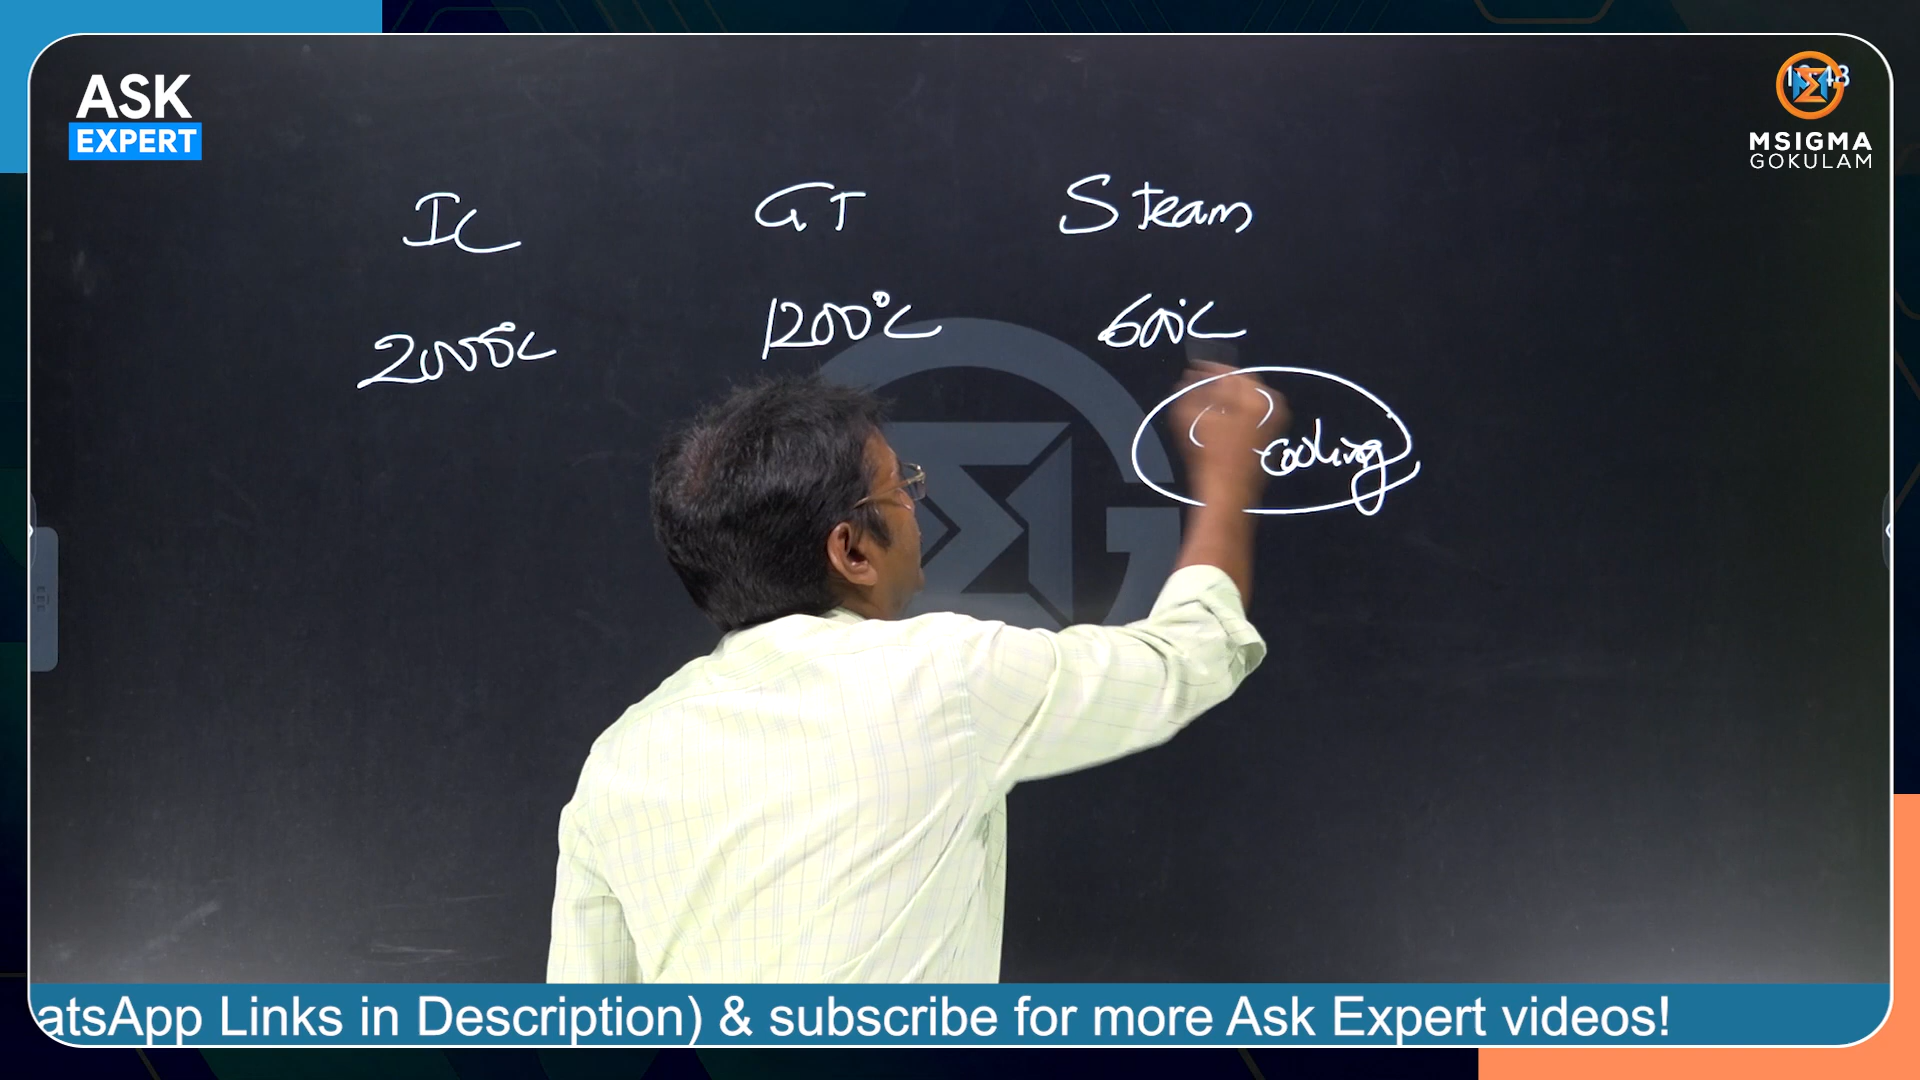 ASK
EXPERT
MSIGMA
GOKULAM
IC GT Steam
2000°C 1200°C 600°C
cooling
atsApp Links in Description) & subscribe for more Ask Expert videos!